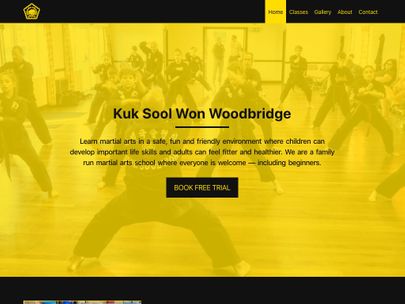 Home Classes Gallery About Contact
Kuk Sool Won Woodbridge
Learn martial arts in a safe, fun and friendly environment where children can
develop important life skills and adults can feel fitter and healthier. We are a family
run martial arts school where everyone is welcome — including beginners.
BOOK FREE TRIAL